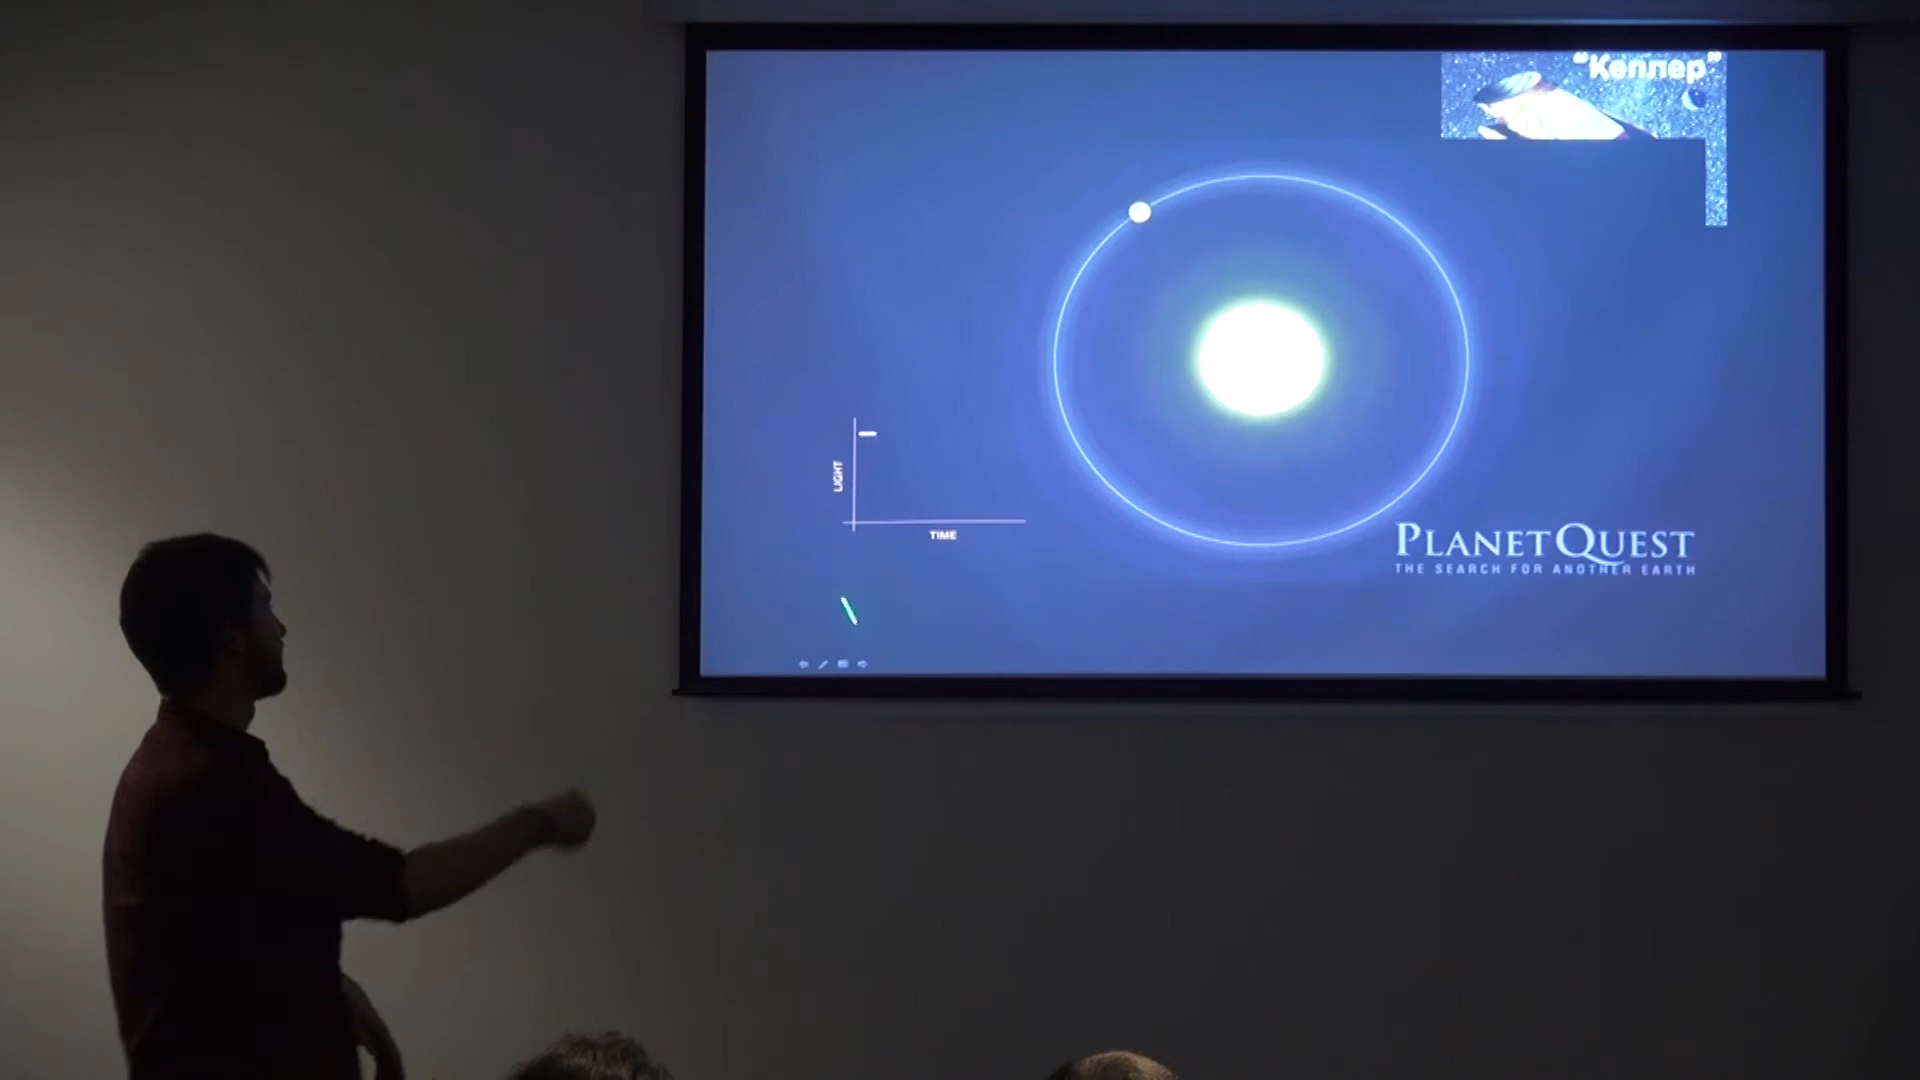 “Кеплер”
LIGHT
TIME
PLANETQUEST
THE SEARCH FOR ANOTHER EARTH